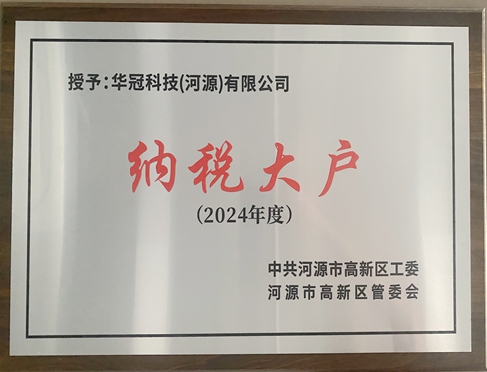 授予：华冠科技(河源)有限公司
纳税大户
(2024年度)
中共河源市高新区工委
河源市高新区管委会